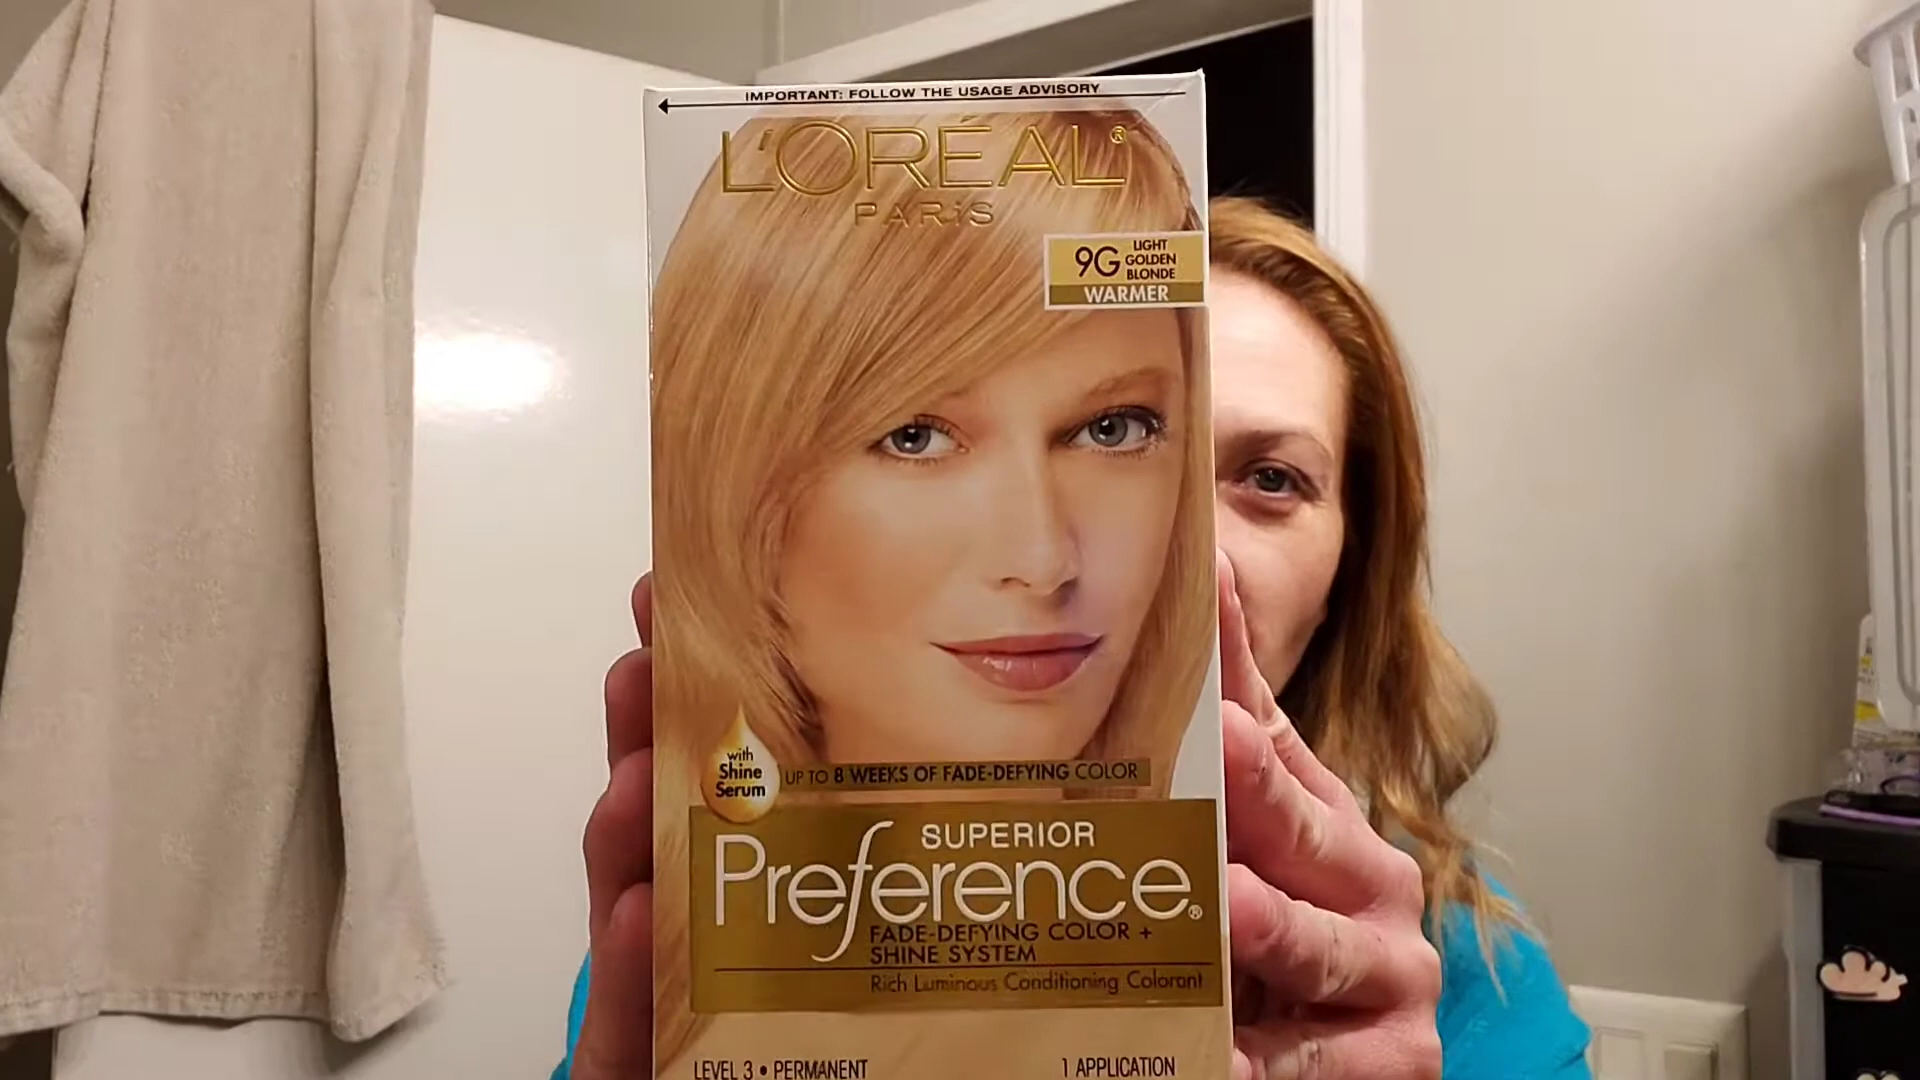 IMPORTANT: FOLLOW THE USAGE ADVISORY
L'ORÉAL®
PARiS
9G LIGHT
GOLDEN
BLONDE
WARMER
with
Shine
Serum
UP TO 8 WEEKS OF FADE-DEFYING COLOR
SUPERIOR
Preference®
FADE-DEFYING COLOR +
SHINE SYSTEM
Rich Luminous Conditioning Colorant
LEVEL 3 • PERMANENT
1 APPLICATION